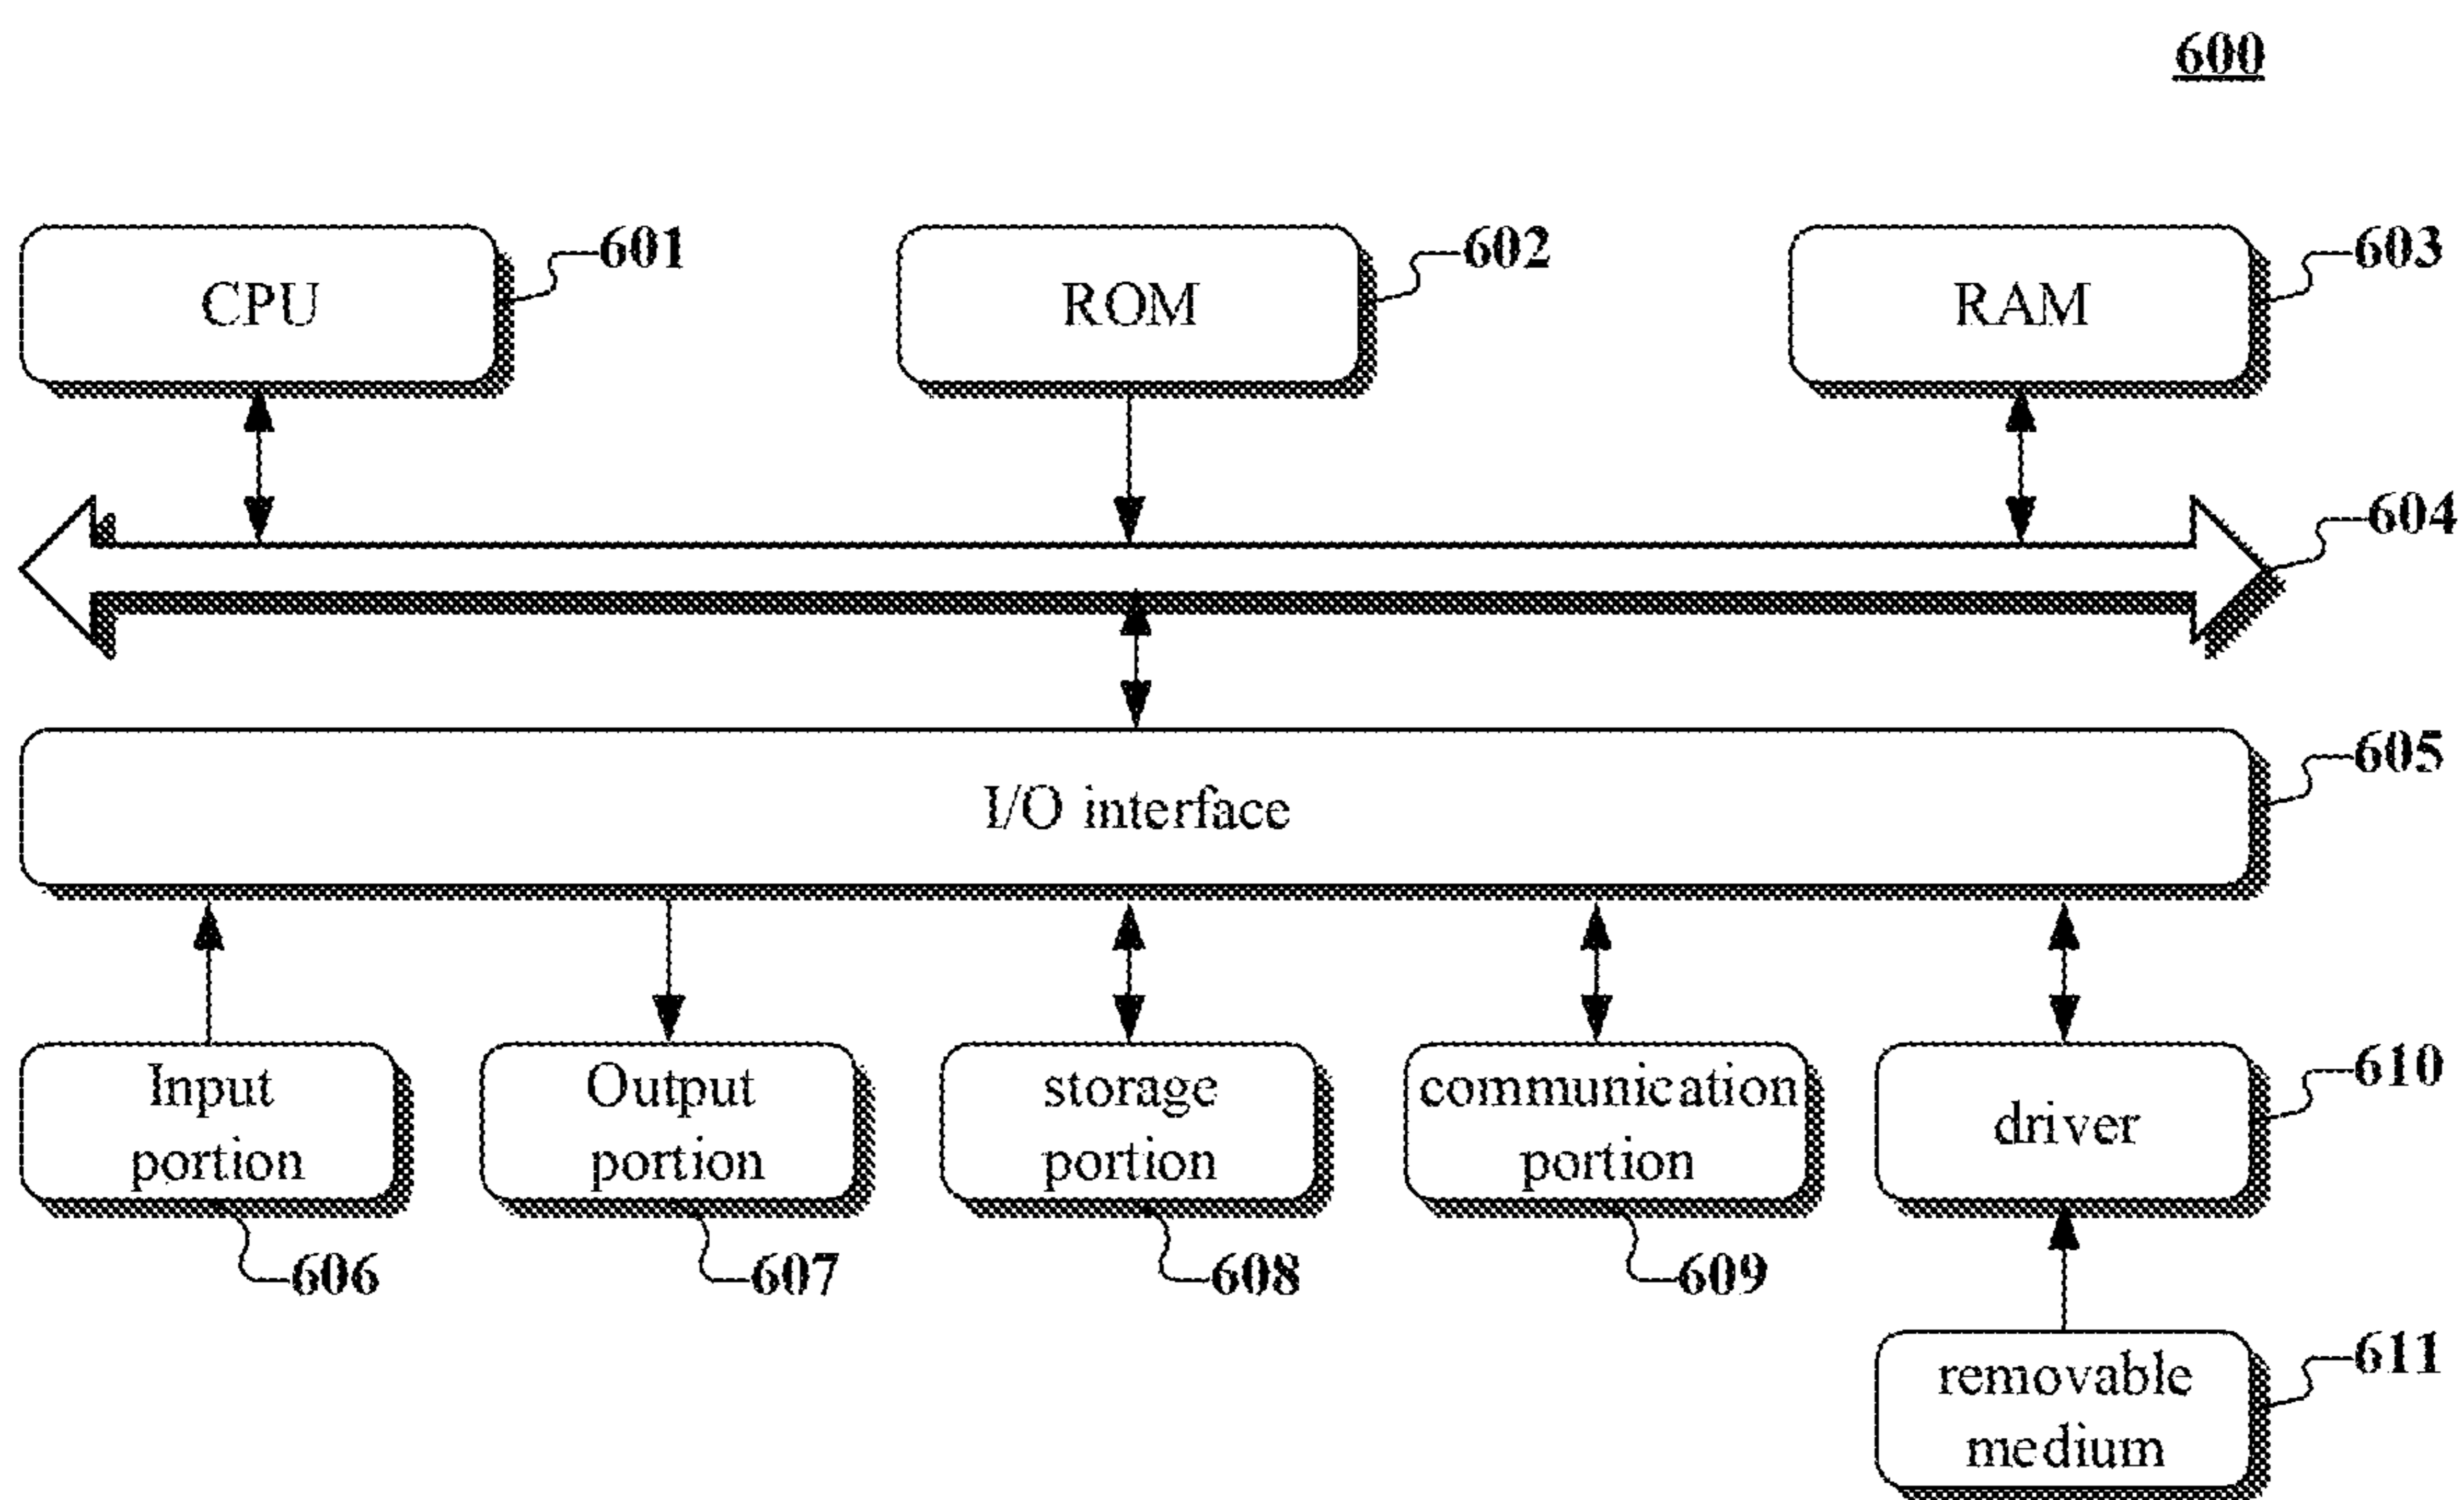 600
CPU
601
ROM
602
RAM
603
604
I/O interface
605
Input
portion
606
Output
portion
607
storage
portion
608
communication
portion
609
driver
610
removable
medium
611